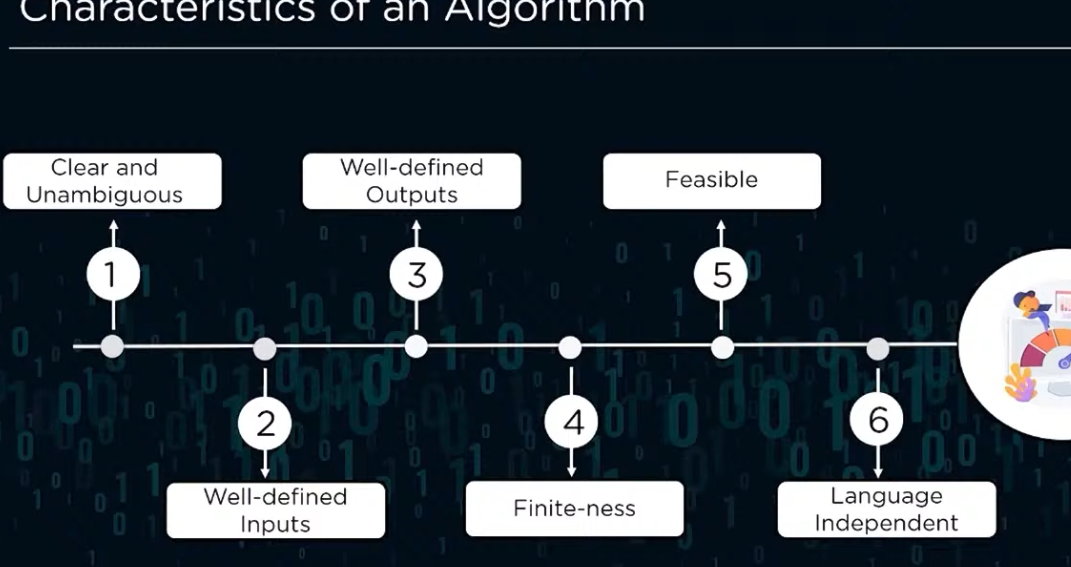 Characteristics of an Algorithm
Clear and
Unambiguous
Well-defined
Outputs
Feasible
1
3
5
2
4
6
Well-defined
Inputs
Finite-ness
Language
Independent